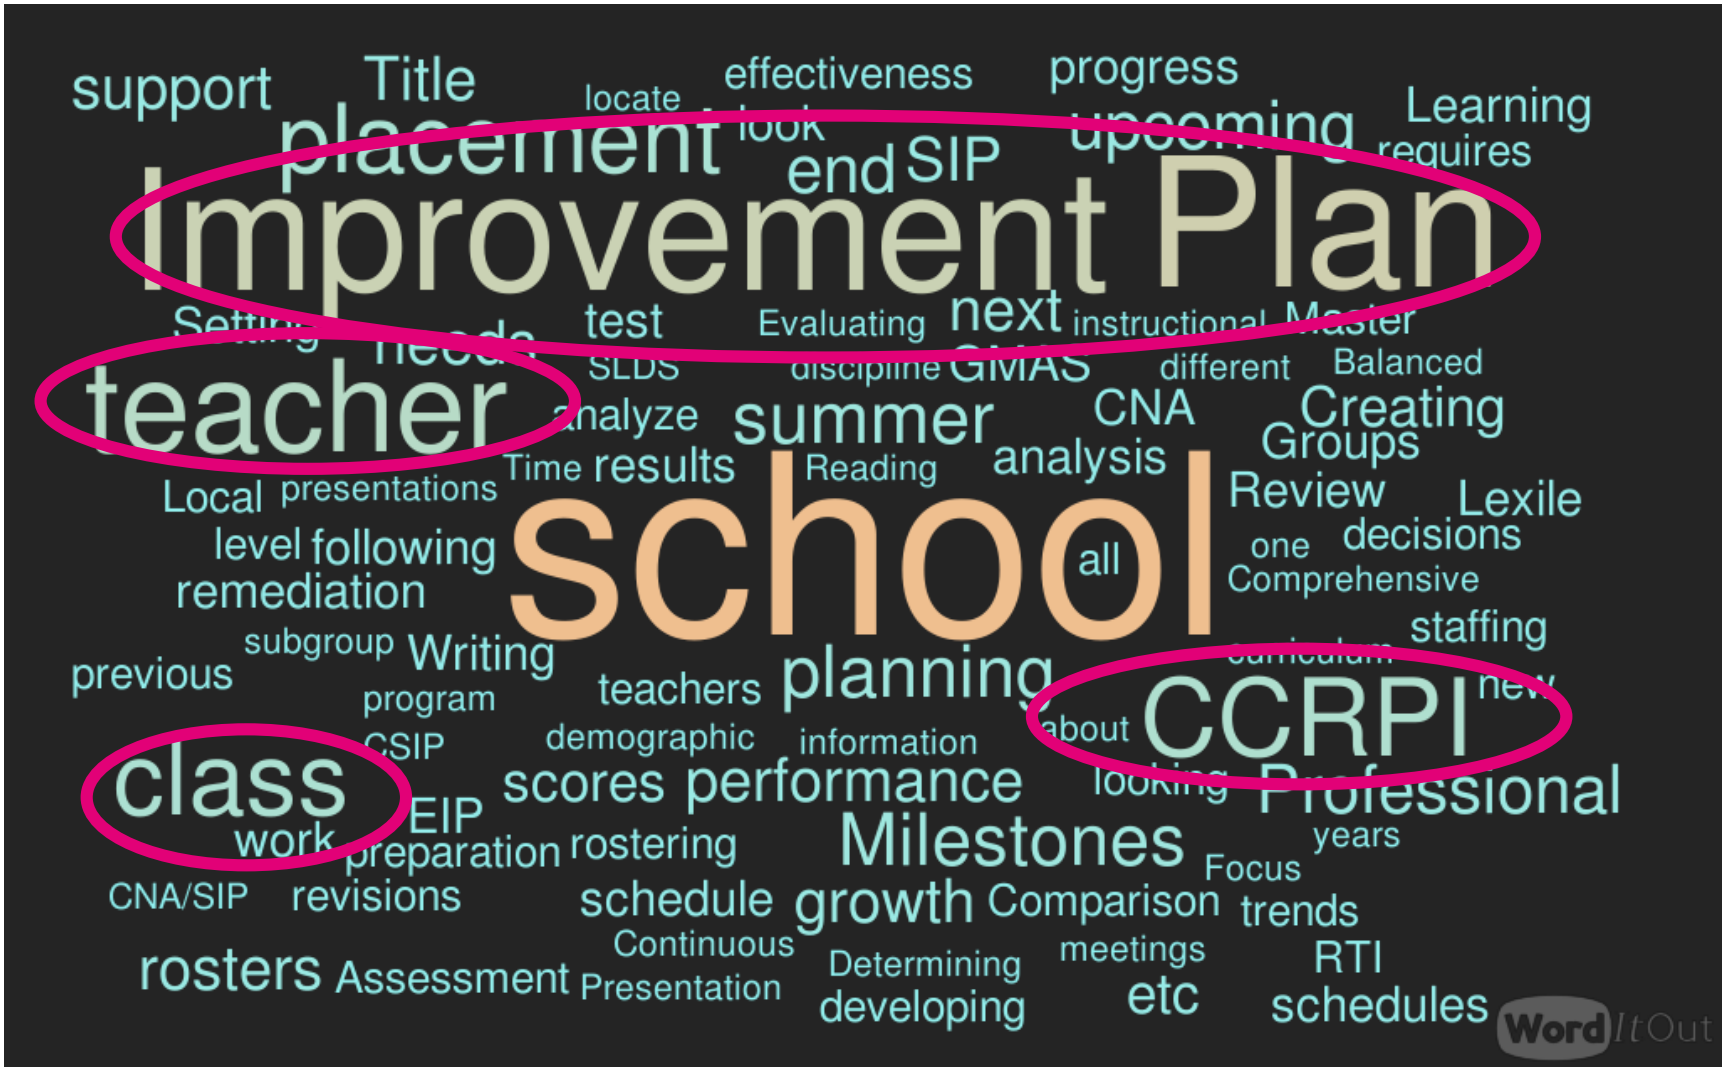 support Title locate effectiveness progress Learning
placement look upcoming requires
end SIP
Improvement Plan
Setting needs test Evaluating next instructional Master
SLDS discipline GMAS different Balanced
teacher analyze summer CNA Creating
Groups
Time results Reading analysis
Local presentations Review Lexile
level following school all one decisions
remediation Comprehensive
subgroup Writing curriculum staffing
previous program teachers planning new
CSIP demographic information about CCRPI
class scores performance looking Professional
work EIP preparation rostering Milestones years
Focus
CNA/SIP revisions schedule growth Comparison trends
Continuous meetings RTI
rosters Assessment Presentation Determining
developing etc schedules
WordItOut